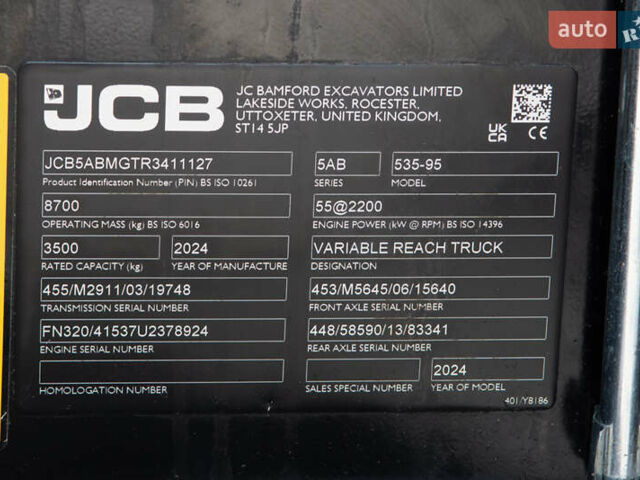 auto
JCB
JC BAMFORD EXCAVATORS LIMITED
LAKESIDE WORKS, ROCESTER,
UTTOXETER, UNITED KINGDOM,
ST14 5JP
UK
CA
CE
JCB5ABMGTR3411127
5AB
535-95
Product Identification Number (PIN) BS ISO 10261
SERIES
MODEL
8700
55@2200
OPERATING MASS (kg) BS ISO 6016
ENGINE POWER (kW @ RPM) BS ISO 14396
3500
2024
VARIABLE REACH TRUCK
RATED CAPACITY (kg)
YEAR OF MANUFACTURE
DESIGNATION
455/M2911/03/19748
453/M5645/06/15640
TRANSMISSION SERIAL NUMBER
FRONT AXLE SERIAL NUMBER
FN320/41537U2378924
448/58590/13/83341
ENGINE SERIAL NUMBER
REAR AXLE SERIAL NUMBER
2024
HOMOLOGATION NUMBER
SALES SPECIAL NUMBER
YEAR OF MODEL
401/Y8186